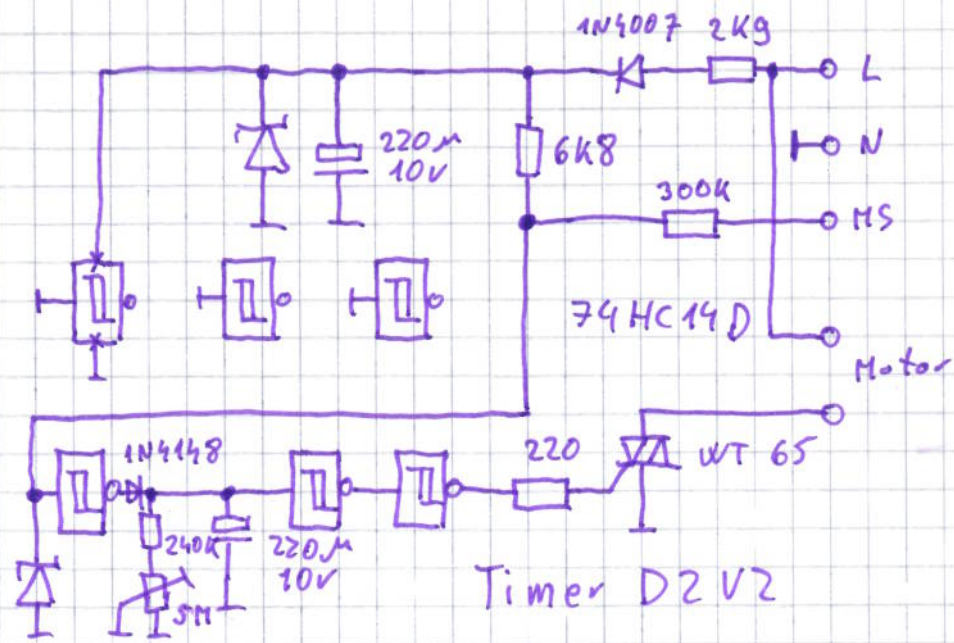 1N4007 2K9
L
220µ
10V
6K8
N
300K
MS
74HC14D
Motor
1N4148
220
WT 65
240K
220µ
10V
5M
Timer D2V2